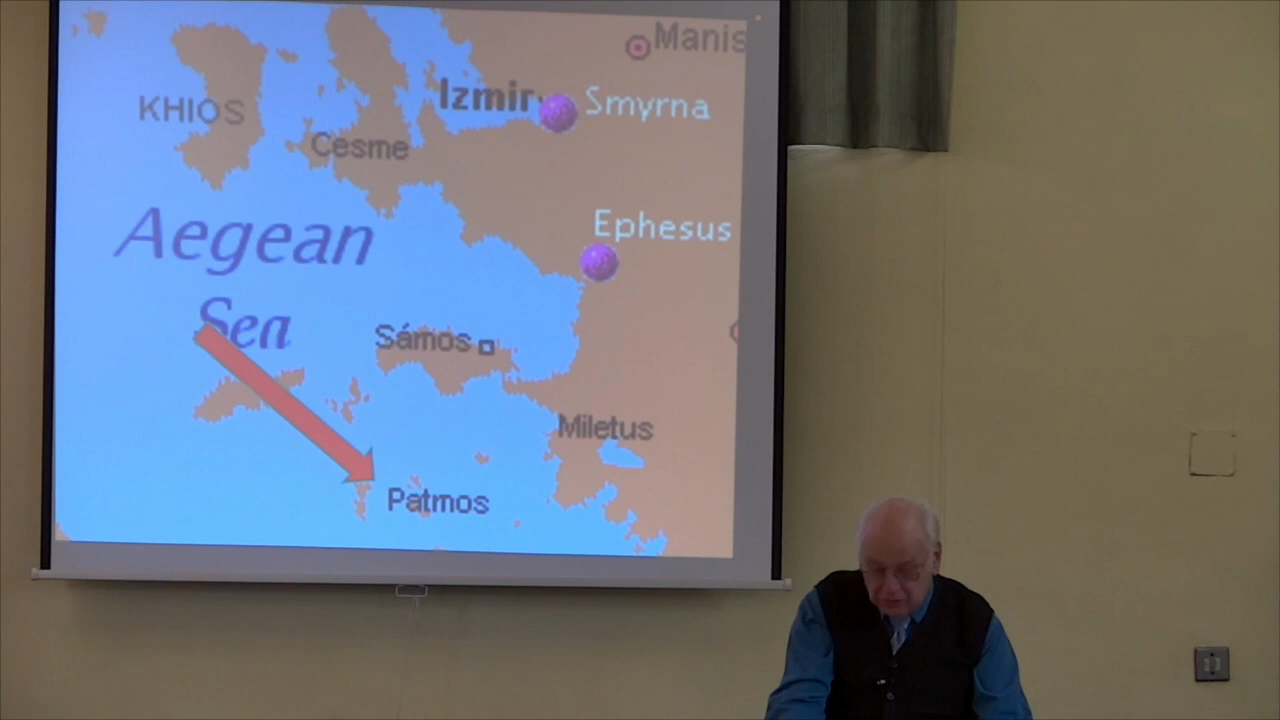 Manis
KHIOS
Izmir
Smyrna
Cesme
Aegean
Sea
Ephesus
Sámos
Miletus
Patmos